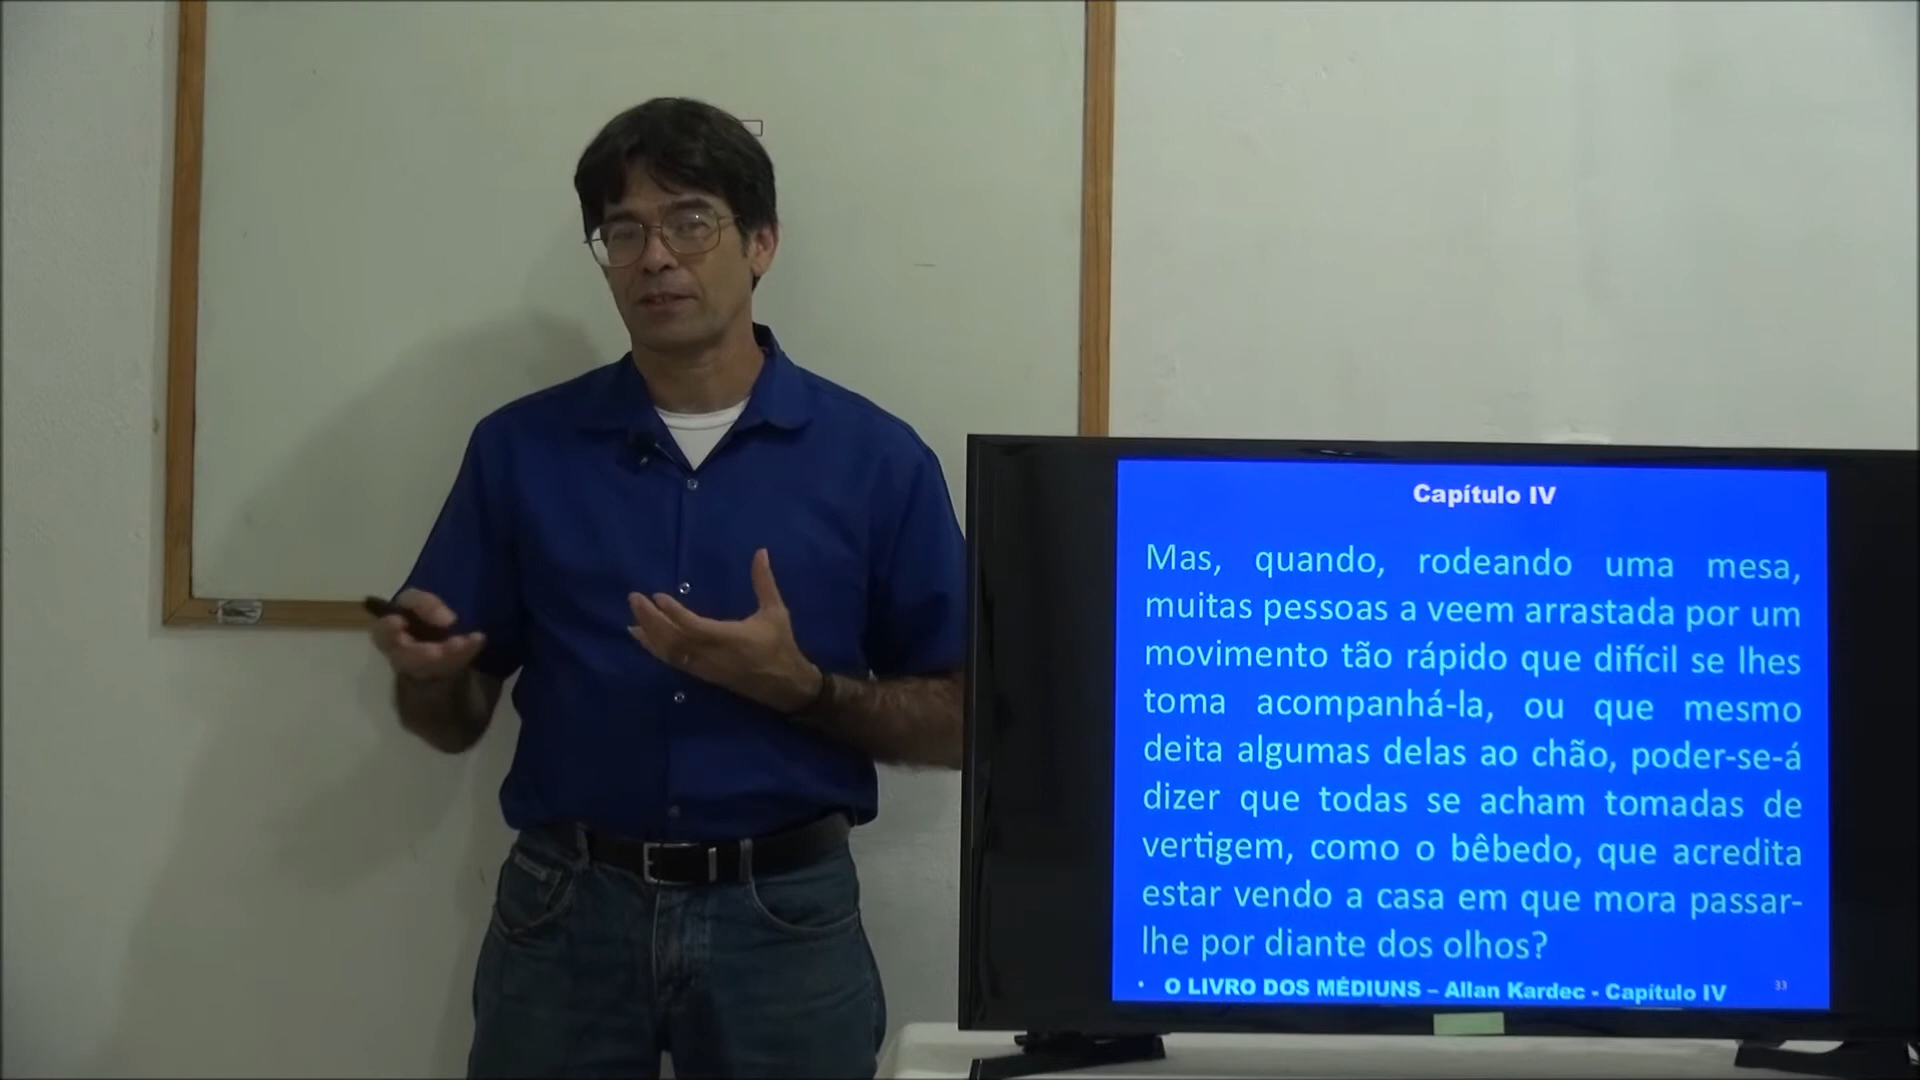 Capítulo IV
Mas, quando, rodeando uma mesa,
muitas pessoas a veem arrastada por um
movimento tão rápido que difícil se lhes
toma acompanhá-la, ou que mesmo
deita algumas delas ao chão, poder-se-á
dizer que todas se acham tomadas de
vertigem, como o bêbedo, que acredita
estar vendo a casa em que mora passar-
lhe por diante dos olhos?
• O LIVRO DOS MÉDIUNS – Allan Kardec - Capítulo IV
33